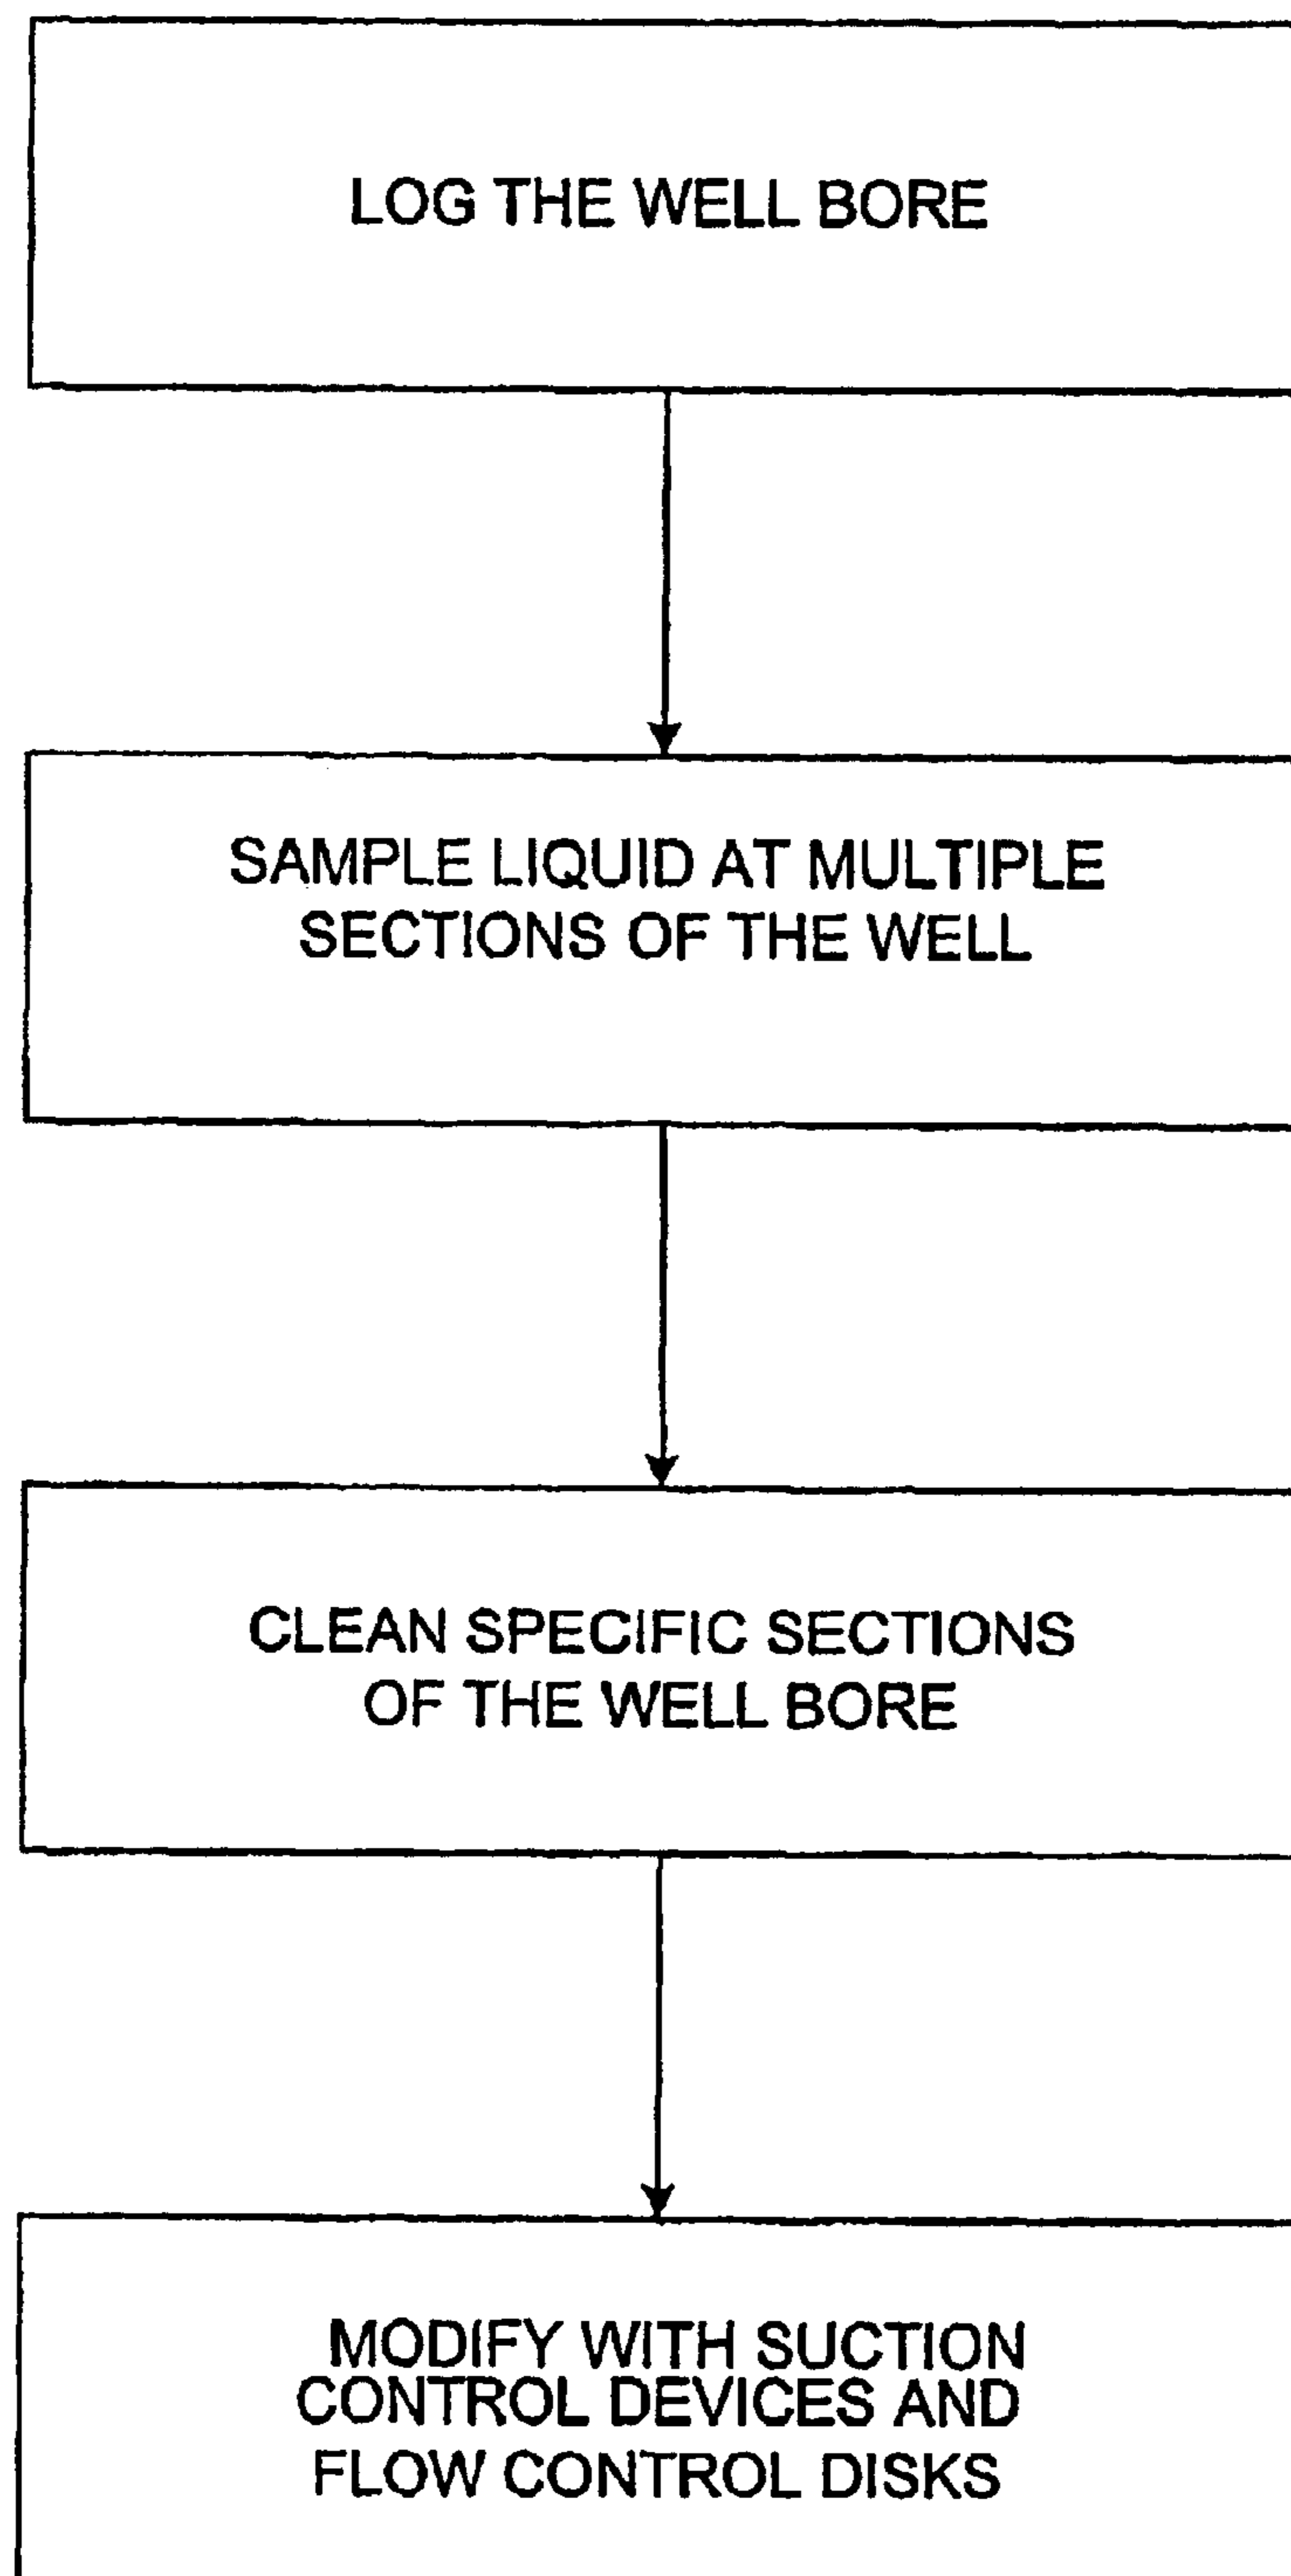 LOG THE WELL BORE
SAMPLE LIQUID AT MULTIPLE
SECTIONS OF THE WELL
CLEAN SPECIFIC SECTIONS
OF THE WELL BORE
MODIFY WITH SUCTION
CONTROL DEVICES AND
FLOW CONTROL DISKS